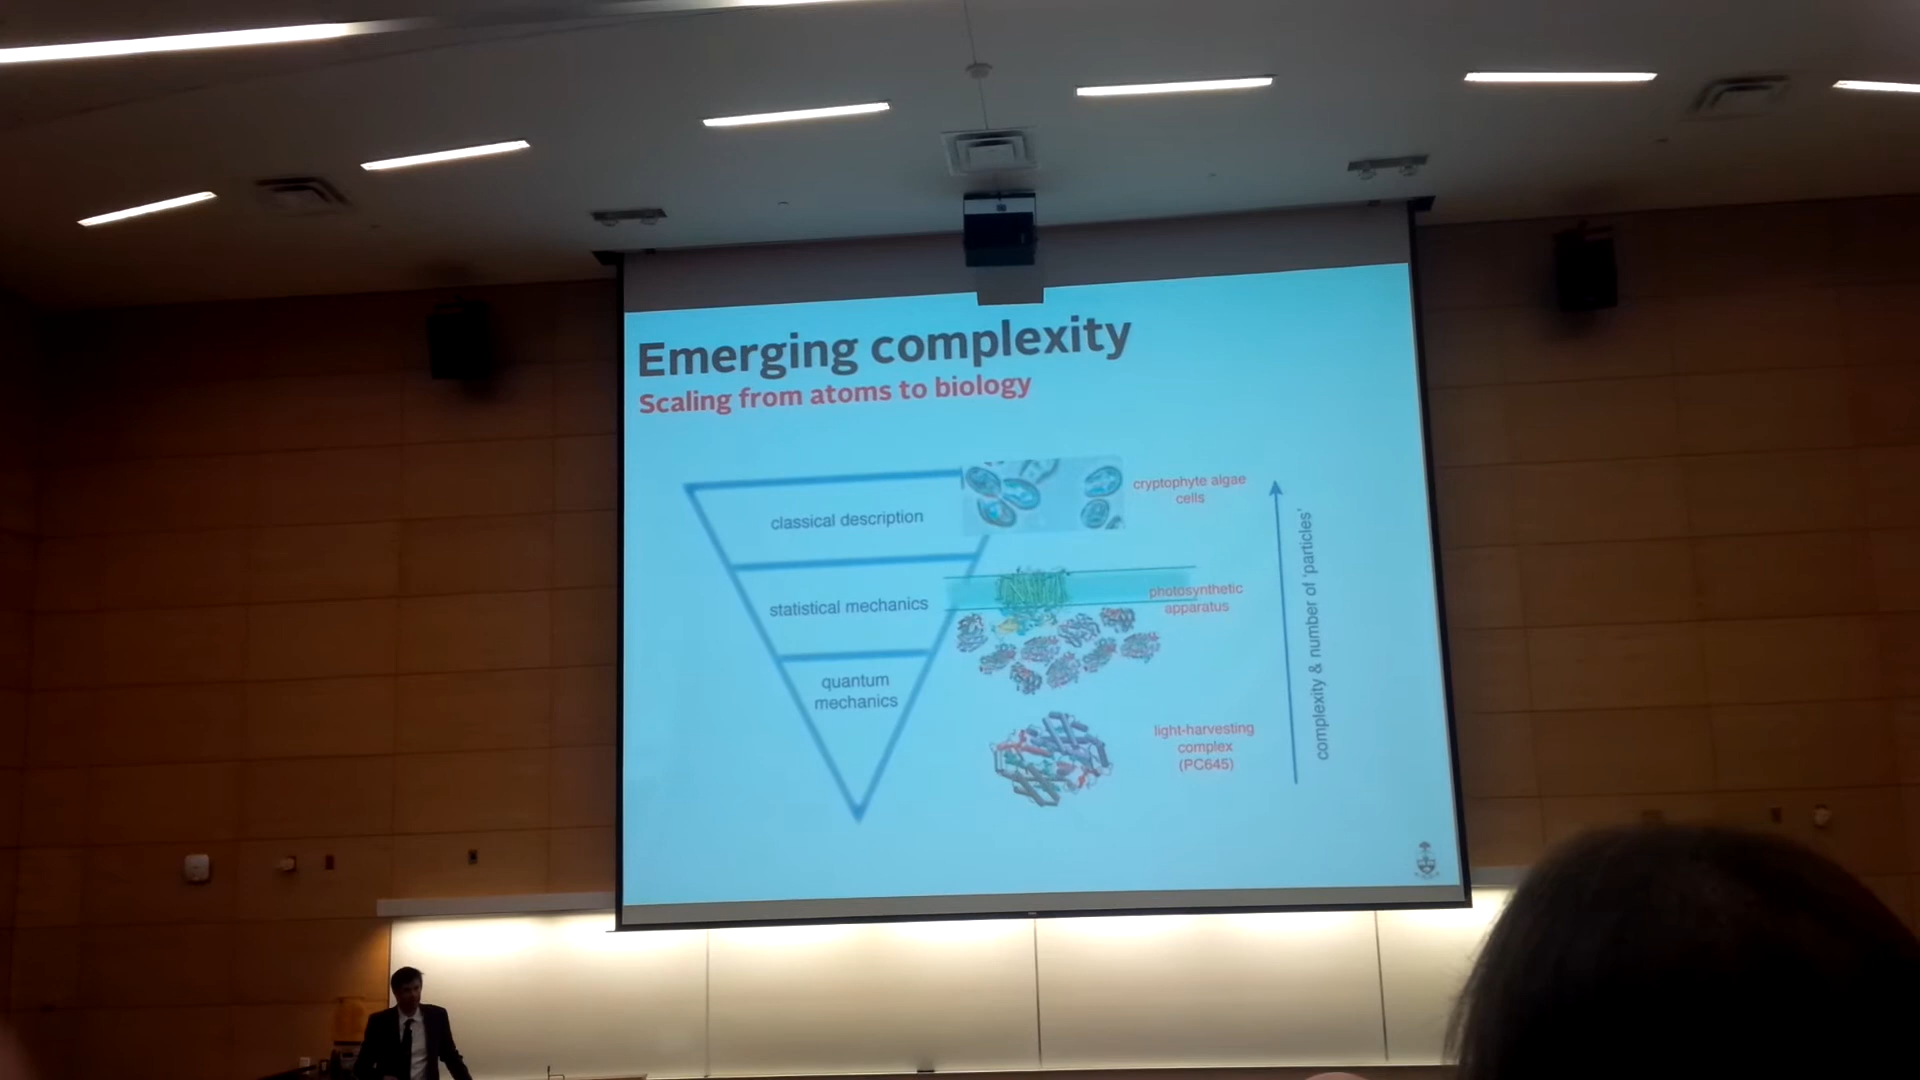 Emerging complexity
Scaling from atoms to biology
classical description
cryptophyte algae
cells
statistical mechanics
photosynthetic
apparatus
quantum
mechanics
light-harvesting
complex
(PC645)
complexity & number of 'particles'